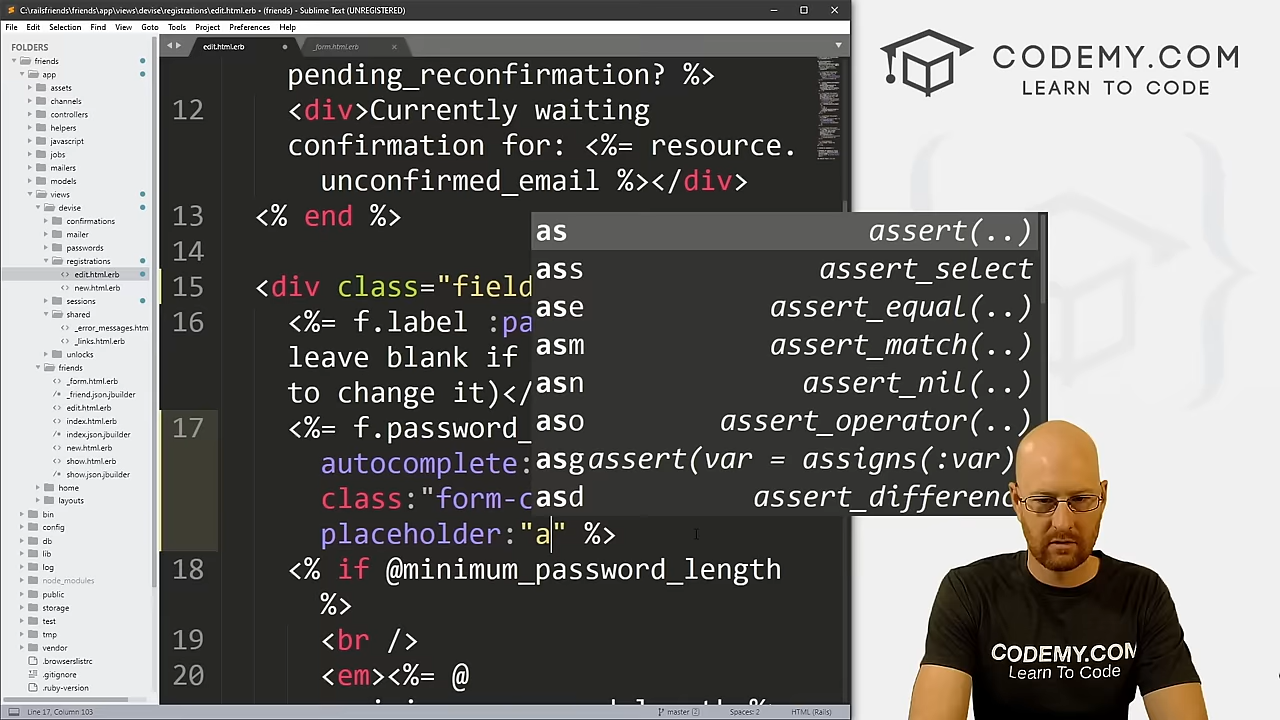 C:\railsfriends\friends\app\views\devise\registrations\edit.html.erb • (friends) - Sublime Text (UNREGISTERED)
File Edit Selection Find View Goto Tools Project Preferences Help
FOLDERS
friends
app
assets
channels
controllers
helpers
javascript
jobs
mailers
models
views
devise
confirmations
mailer
passwords
registrations
edit.html.erb
new.html.erb
sessions
shared
_error_messages.htm
_links.html.erb
unlocks
friends
_form.html.erb
_friend.json.jbuilder
edit.html.erb
index.html.erb
index.json.jbuilder
new.html.erb
show.html.erb
show.json.jbuilder
home
layouts
bin
config
db
lib
log
node_modules
public
storage
test
tmp
vendor
.browserslistrc
.gitignore
.ruby-version
edit.html.erb
_form.html.erb
pending_reconfirmation? %>
12 <div>Currently waiting
confirmation for: <%= resource.
unconfirmed_email %></div>
13 <% end %>
14
15 <div class="field
16 <%= f.label :pa
leave blank if
to change it)</
17 <%= f.password_
autocomplete:
class:"form-c
placeholder:"a" %>
18 <% if @minimum_password_length
%>
19 <br />
20 <em><%= @
as assert(..)
ass assert_select
ase assert_equal(..)
asm assert_match(..)
asn assert_nil(..)
aso assert_operator(..)
asg assert(var = assigns(:var)
asd assert_differenc
Line 17, Column 103
master (2)
Spaces: 2
HTML (Rails)
CODEMY.COM
LEARN TO CODE
CODEMY.COM
Learn To Code